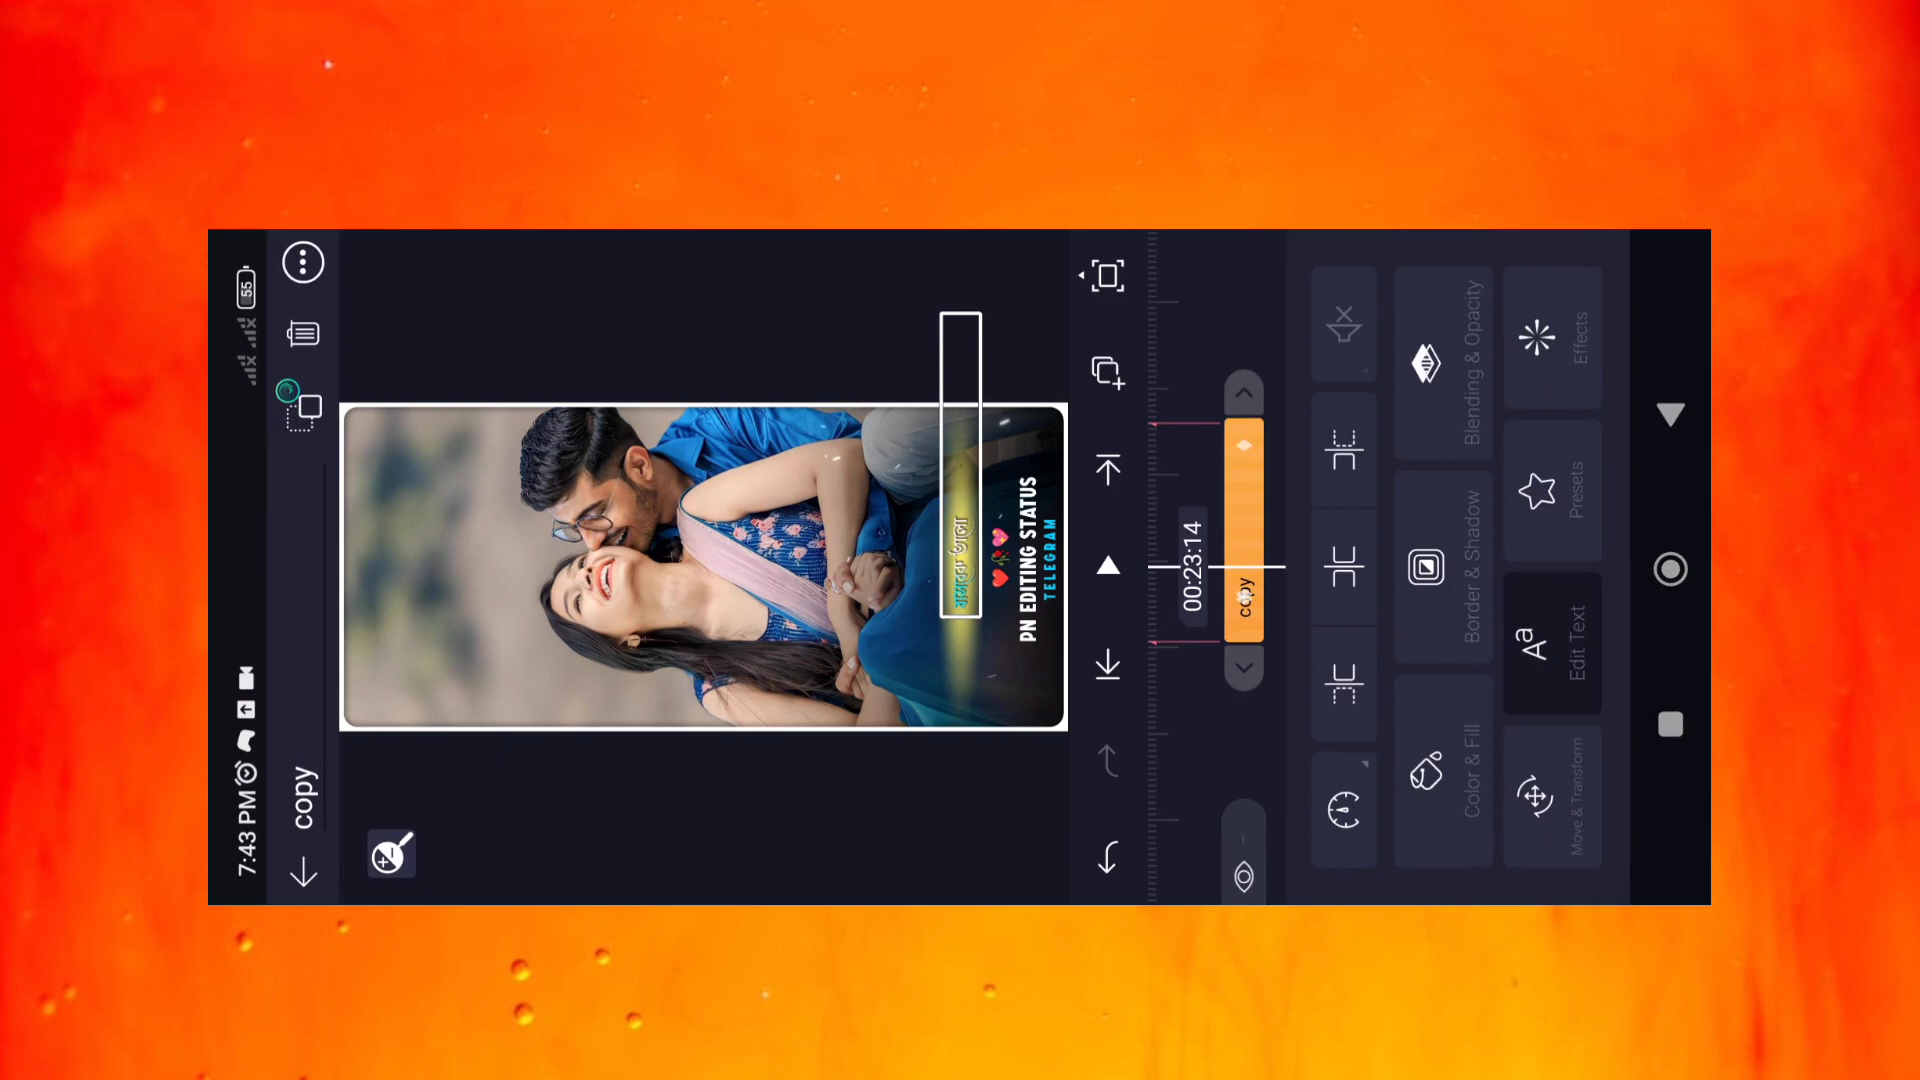 7:43 PM
55
copy
PN EDITING STATUS
TELEGRAM
00:23:14
copy
Color & Fill
Border & Shadow
Blending & Opacity
Move & Transform
Edit Text
Presets
Effects